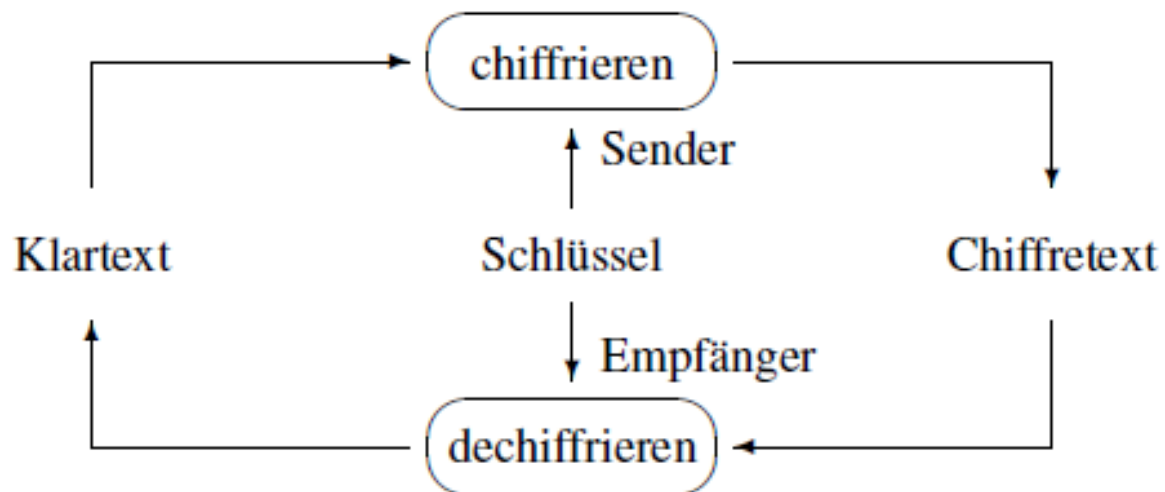 chiffrieren
Sender
Klartext Schlüssel Chiffretext
Empfänger
dechiffrieren